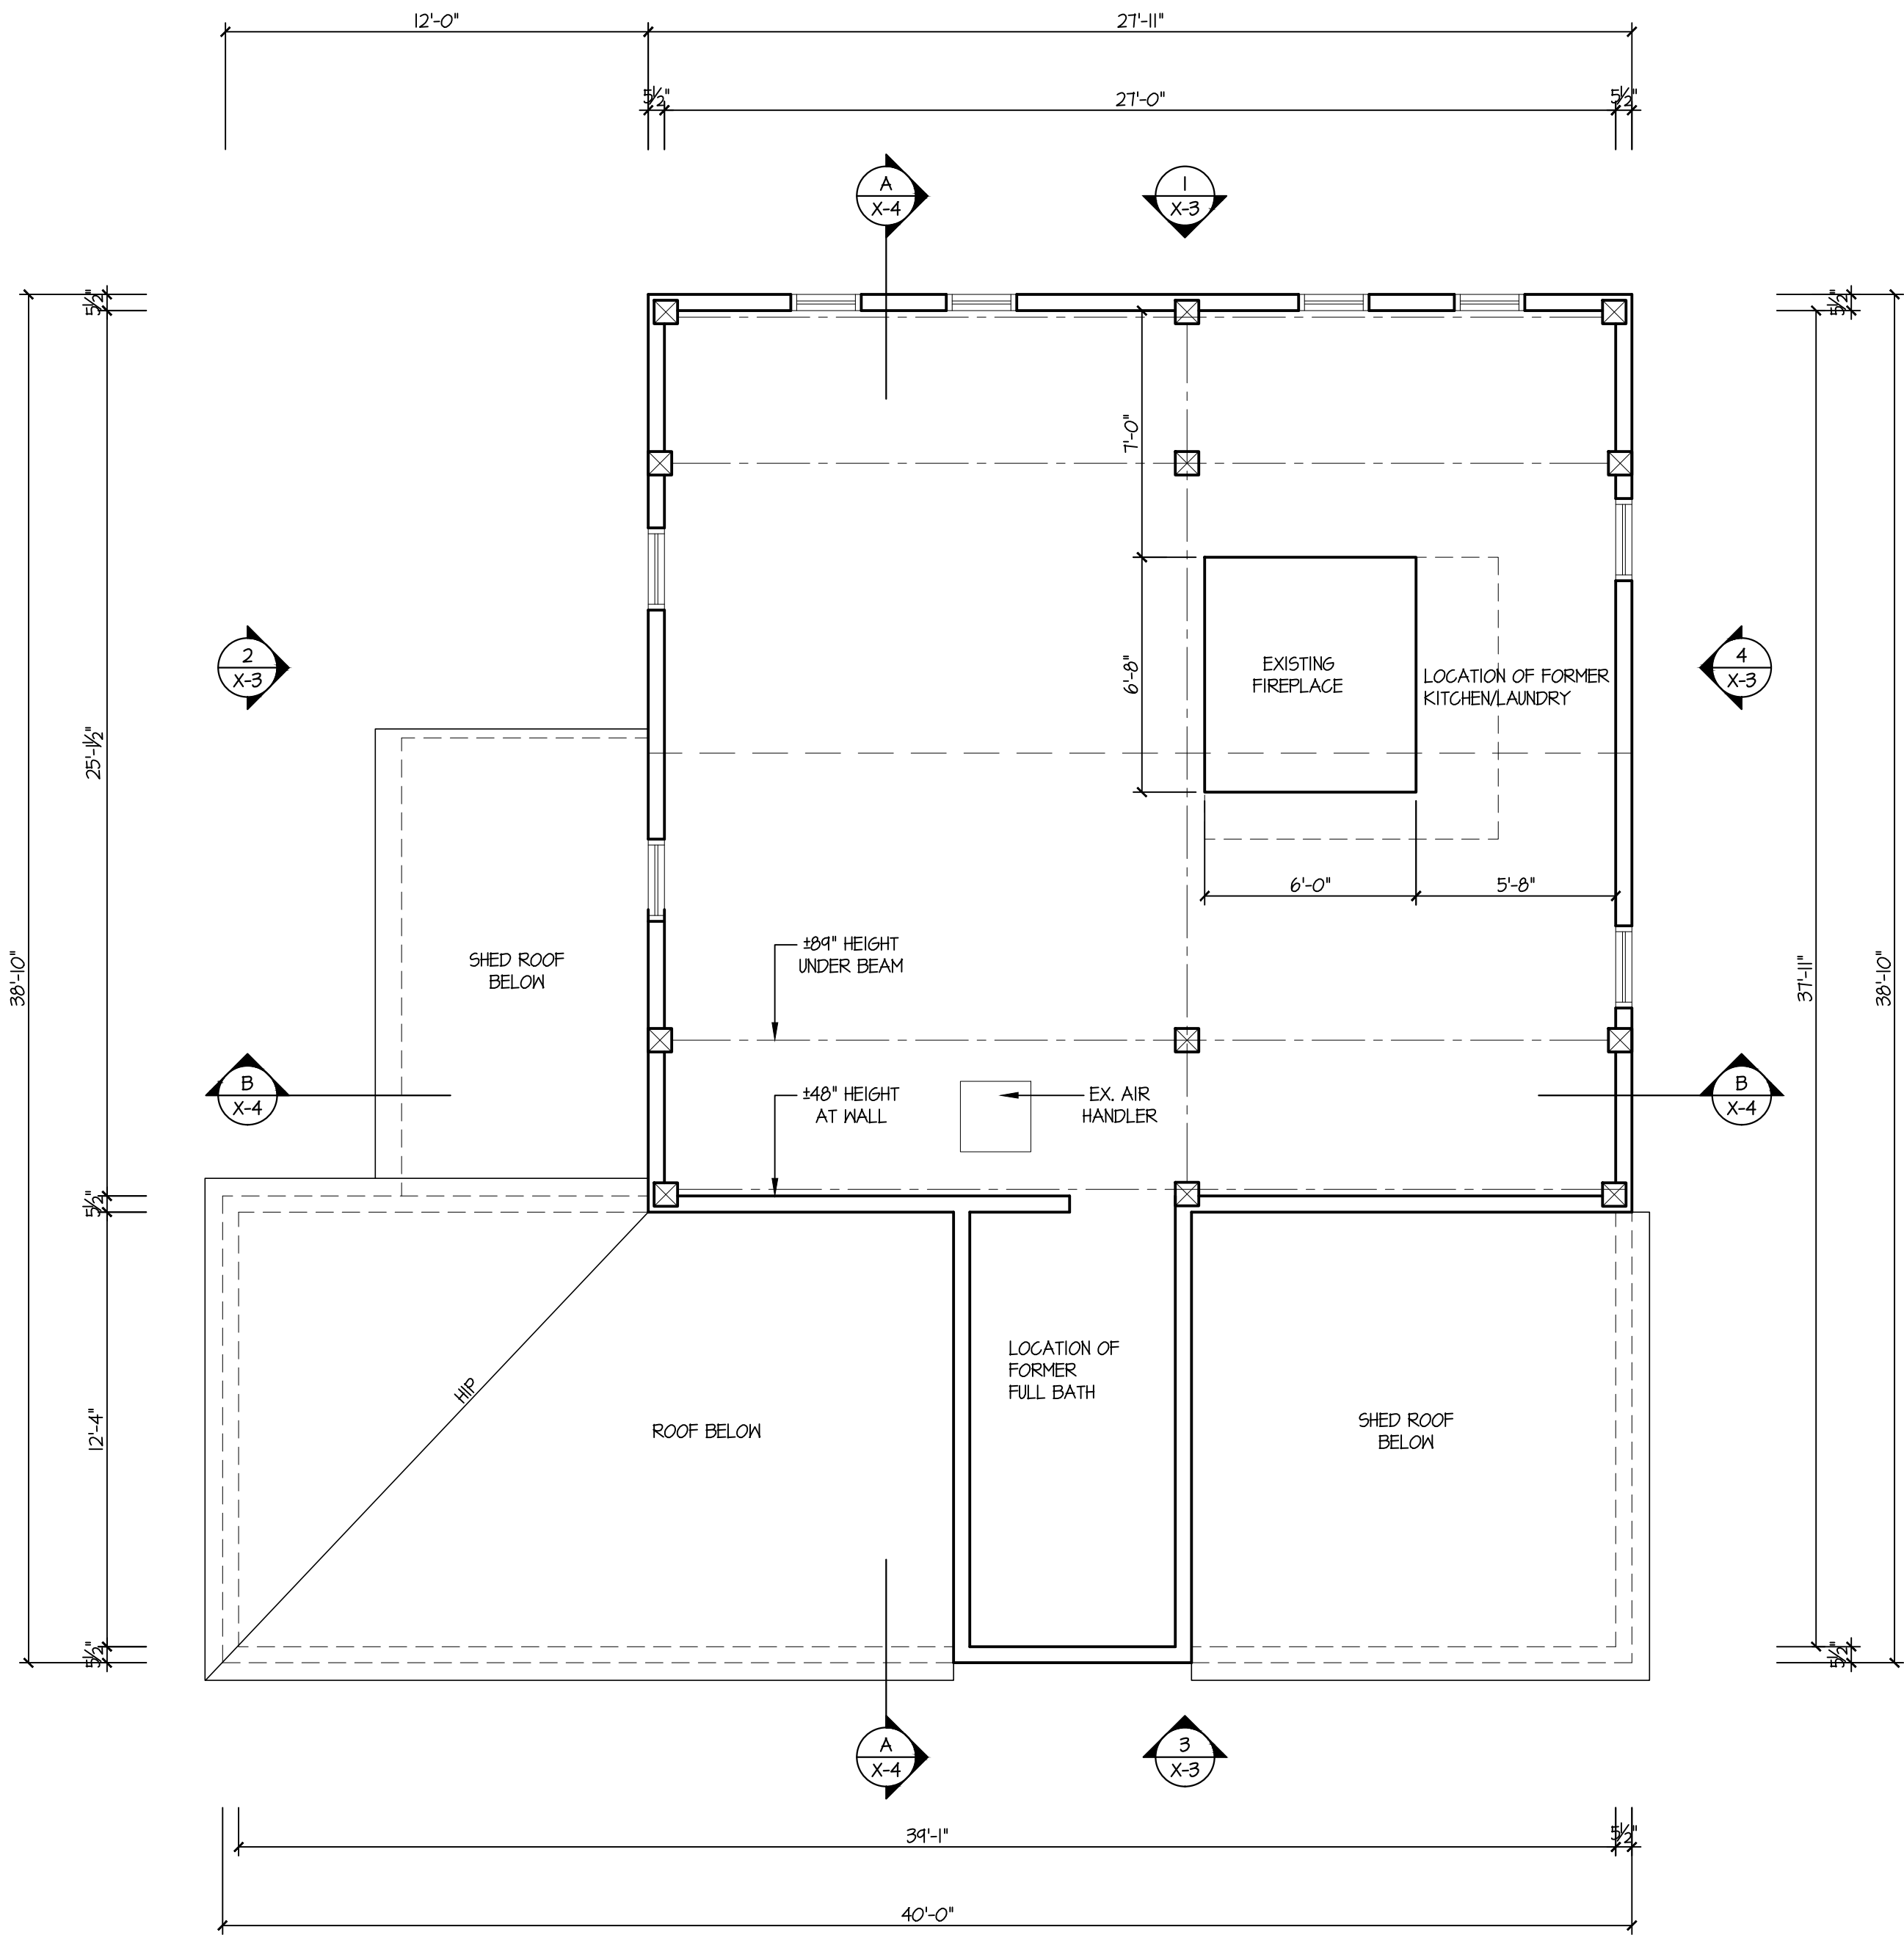 12'-0"
27'-11"
5½"
27'-0"
5½"
A
X-4
1
X-3
5½"
5½"
7'-0"
2
X-3
6'-8"
EXISTING
FIREPLACE
LOCATION OF FORMER
KITCHEN/LAUNDRY
4
X-3
25'-1½"
6'-0"
5'-8"
±89" HEIGHT
UNDER BEAM
SHED ROOF
BELOW
38'-10"
37'-11"
38'-10"
B
X-4
±48" HEIGHT
AT WALL
EX. AIR
HANDLER
B
X-4
5½"
LOCATION OF
FORMER
FULL BATH
HIP
12'-4"
ROOF BELOW
SHED ROOF
BELOW
5½"
5½"
A
X-4
3
X-3
39'-1"
5½"
40'-0"